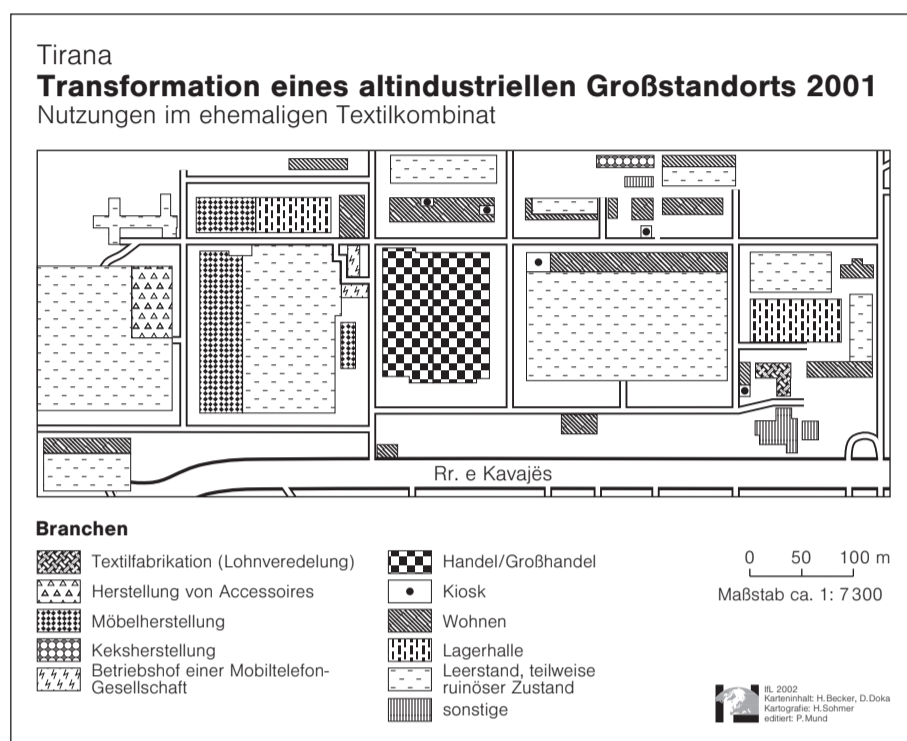 Tirana
Transformation eines altindustriellen Großstandorts 2001
Nutzungen im ehemaligen Textilkombinat
Rr. e Kavajës
Branchen
Textilfabrikation (Lohnveredelung)
Herstellung von Accessoires
Möbelherstellung
Keksherstellung
Betriebshof einer Mobiltelefon-
Gesellschaft
Handel/Großhandel
Kiosk
Wohnen
Lagerhalle
Leerstand, teilweise
ruinöser Zustand
sonstige
0 50 100 m
Maßstab ca. 1: 7300
IfL 2002
Karteninhalt: H.Becker, D.Doka
Kartografie: H.Sohmer
editiert: P.Mund